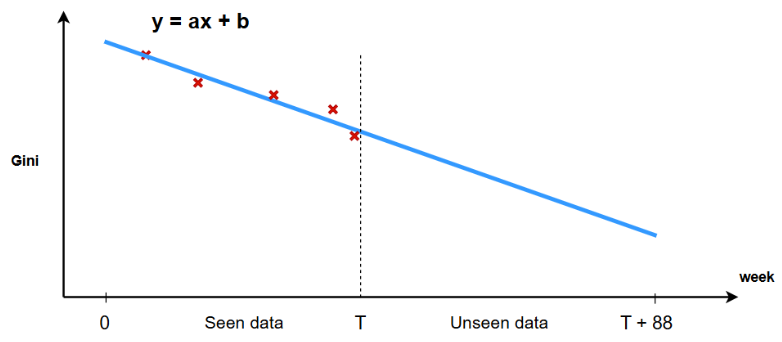 y = ax + b
Gini
week
0 Seen data T Unseen data T + 88